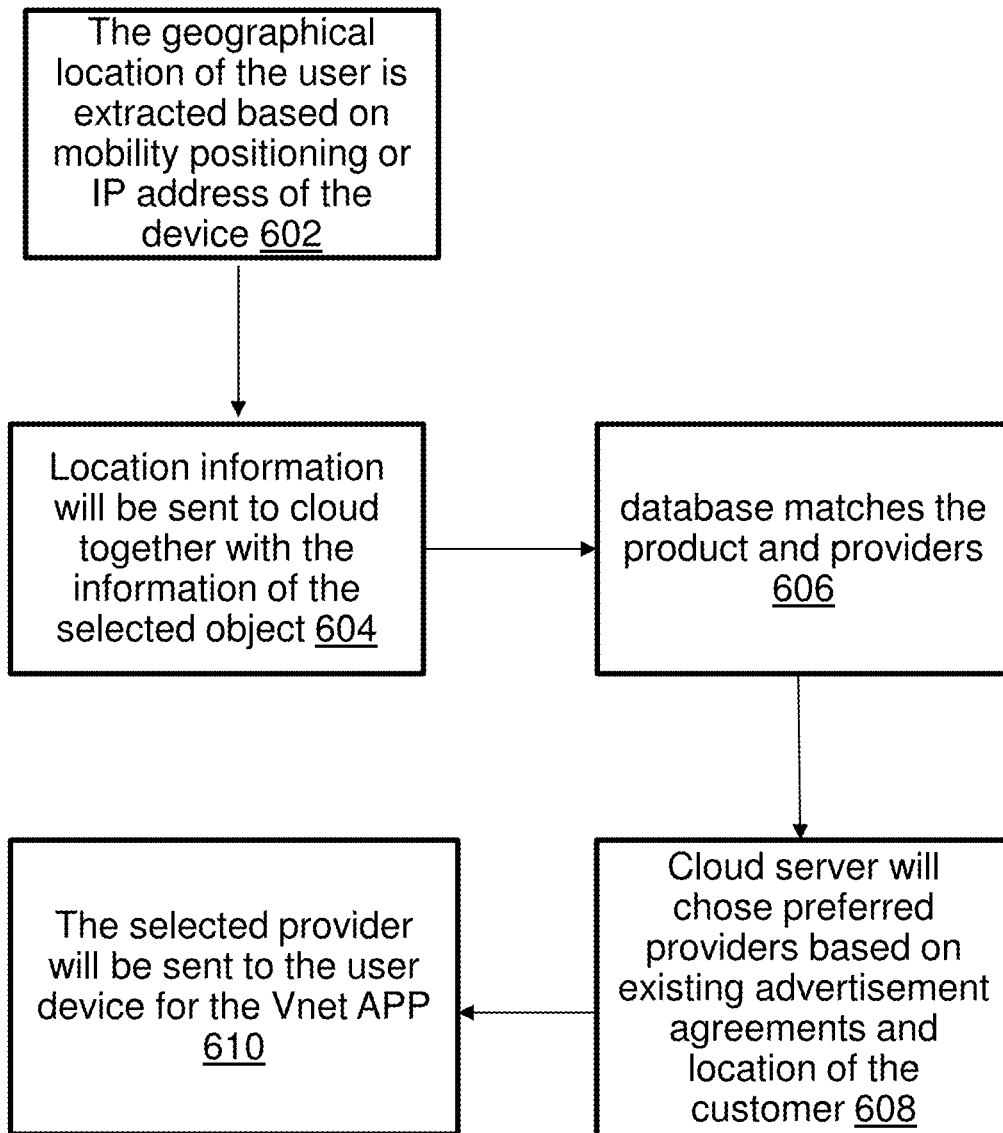 The geographical
location of the user is
extracted based on
mobility positioning or
IP address of the
device 602
Location information
will be sent to cloud
together with the
information of the
selected object 604
database matches the
product and providers
606
Cloud server will
chose preferred
providers based on
existing advertisement
agreements and
location of the
customer 608
The selected provider
will be sent to the user
device for the Vnet APP
610